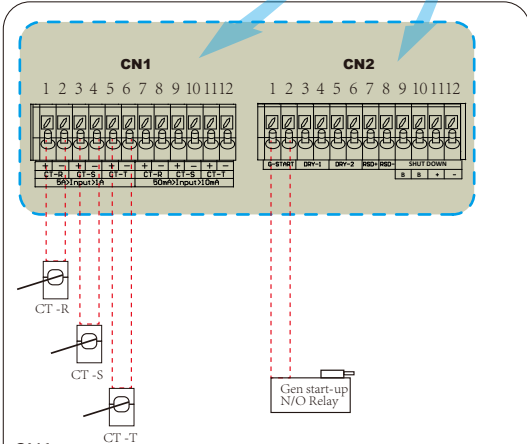 CN1 CN2
1 2 3 4 5 6 7 8 9 10 11 12 1 2 3 4 5 6 7 8 9 10 11 12
+ - + - + - + - + - + - G-START DRY-1 DRY-2 RSD+ RSD- SHUT DOWN
CT-R CT-S CT-T CT-R CT-S CT-T B B + -
5A>Input>1A 50mA>Input>10mA
CT -R
CT -S
CT -T
Gen start-up
N/O Relay